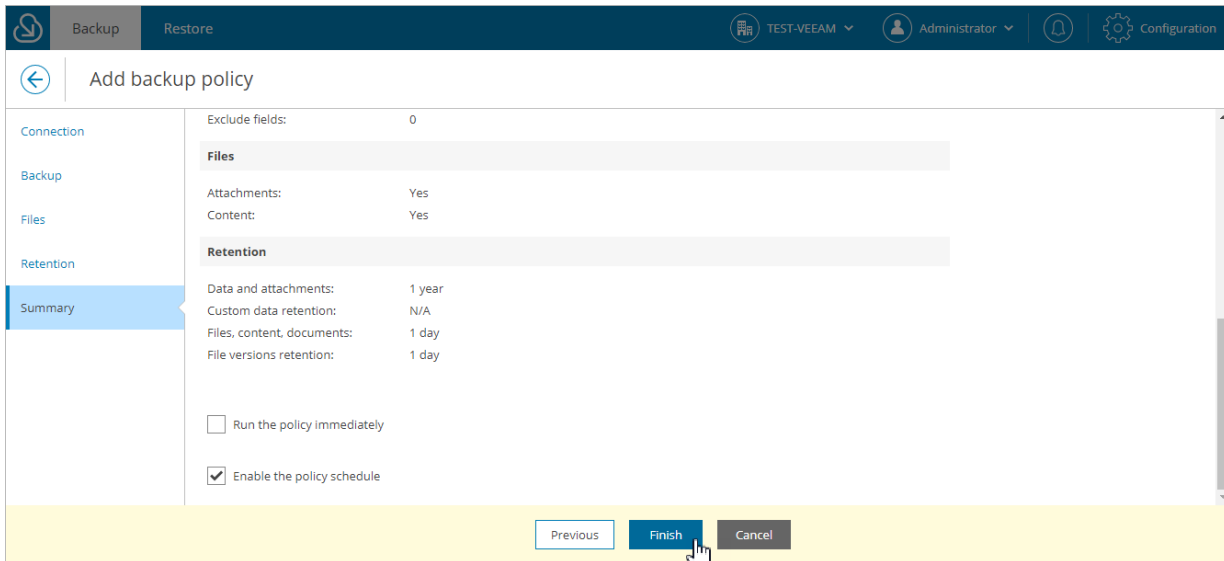 Backup Restore TEST-VEEAM Administrator Configuration
Add backup policy
Connection
Backup
Files
Retention
Summary
Exclude fields: 0
Files
Attachments: Yes
Content: Yes
Retention
Data and attachments: 1 year
Custom data retention: N/A
Files, content, documents: 1 day
File versions retention: 1 day
Run the policy immediately
Enable the policy schedule
Previous Finish Cancel